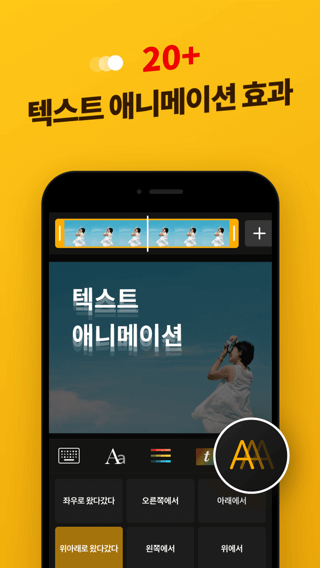 20+
텍스트 애니메이션 효과
텍스트
애니메이션
Aa
t
AAA
좌우로 왔다갔다
오른쪽에서
아래에서
위아래로 왔다갔다
왼쪽에서
위에서